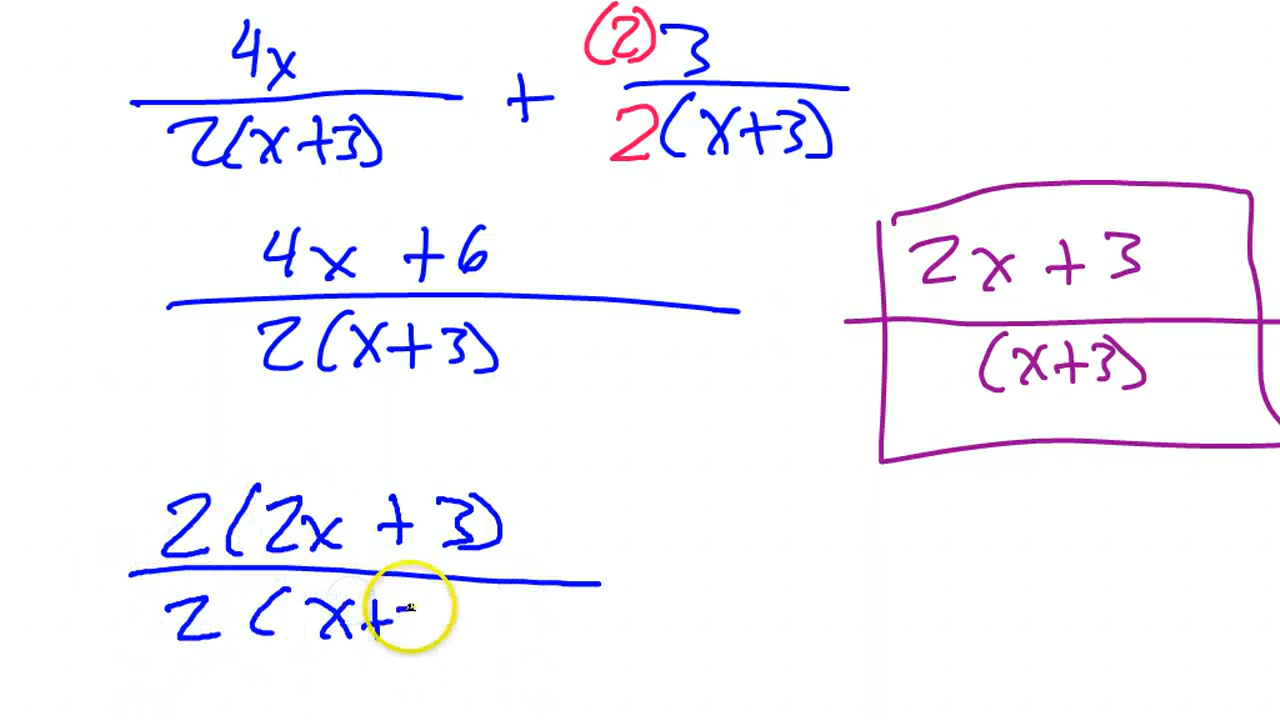 4x (2) 3
2(x+3) + 2(x+3)
4x +6
2(x+3)
2x +3
(x+3)
2(2x + 3)
2(x+